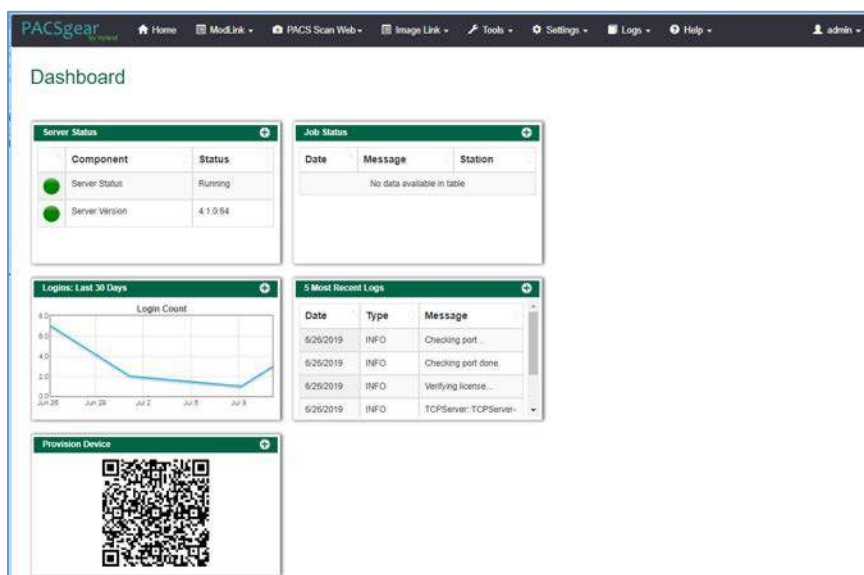 PACSgear
by Hyland
Home ModLink PACS Scan Web Image Link Tools Settings Logs Help admin
Dashboard
Server Status
Component Status
Server Status Running
Server Version 4.1.0.64
Job Status
Date Message Station
No data available in table
Logins: Last 30 Days
Login Count
8.0
6.0
4.0
2.0
0.0
Jun 26 Jun 29 Jul 2 Jul 5 Jul 8
5 Most Recent Logs
Date Type Message
6/26/2019 INFO Checking port ..
6/26/2019 INFO Checking port done
6/26/2019 INFO Verifying license...
6/26/2019 INFO TCPServer: TCPServer-
Provision Device